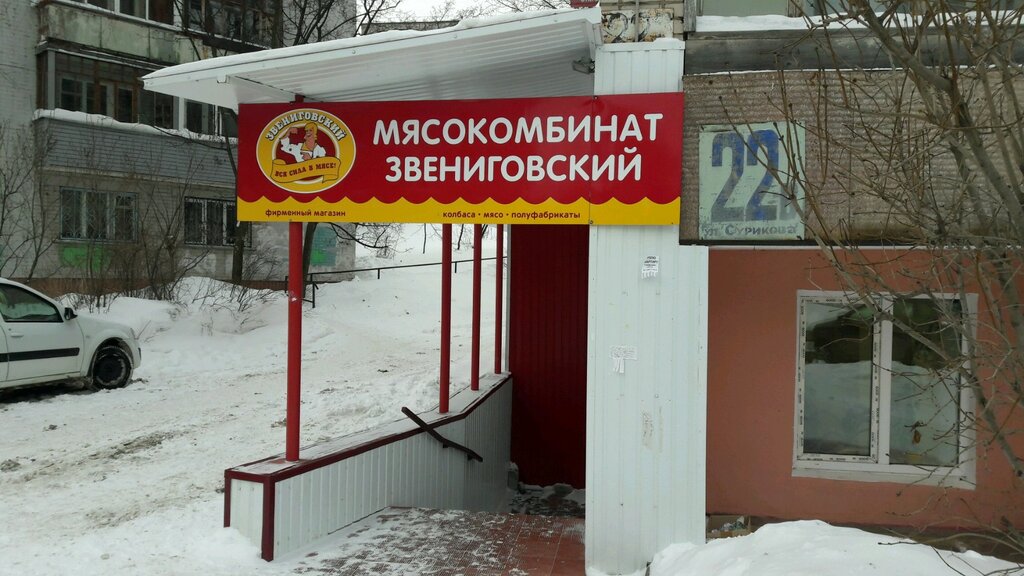 ЗВЕНИГОВСКИЙ
ВСЯ СИЛА В МЯСЕ!
МЯСОКОМБИНАТ
ЗВЕНИГОВСКИЙ
фирменный магазин
колбаса • мясо • полуфабрикаты
22
ул. Сурикова